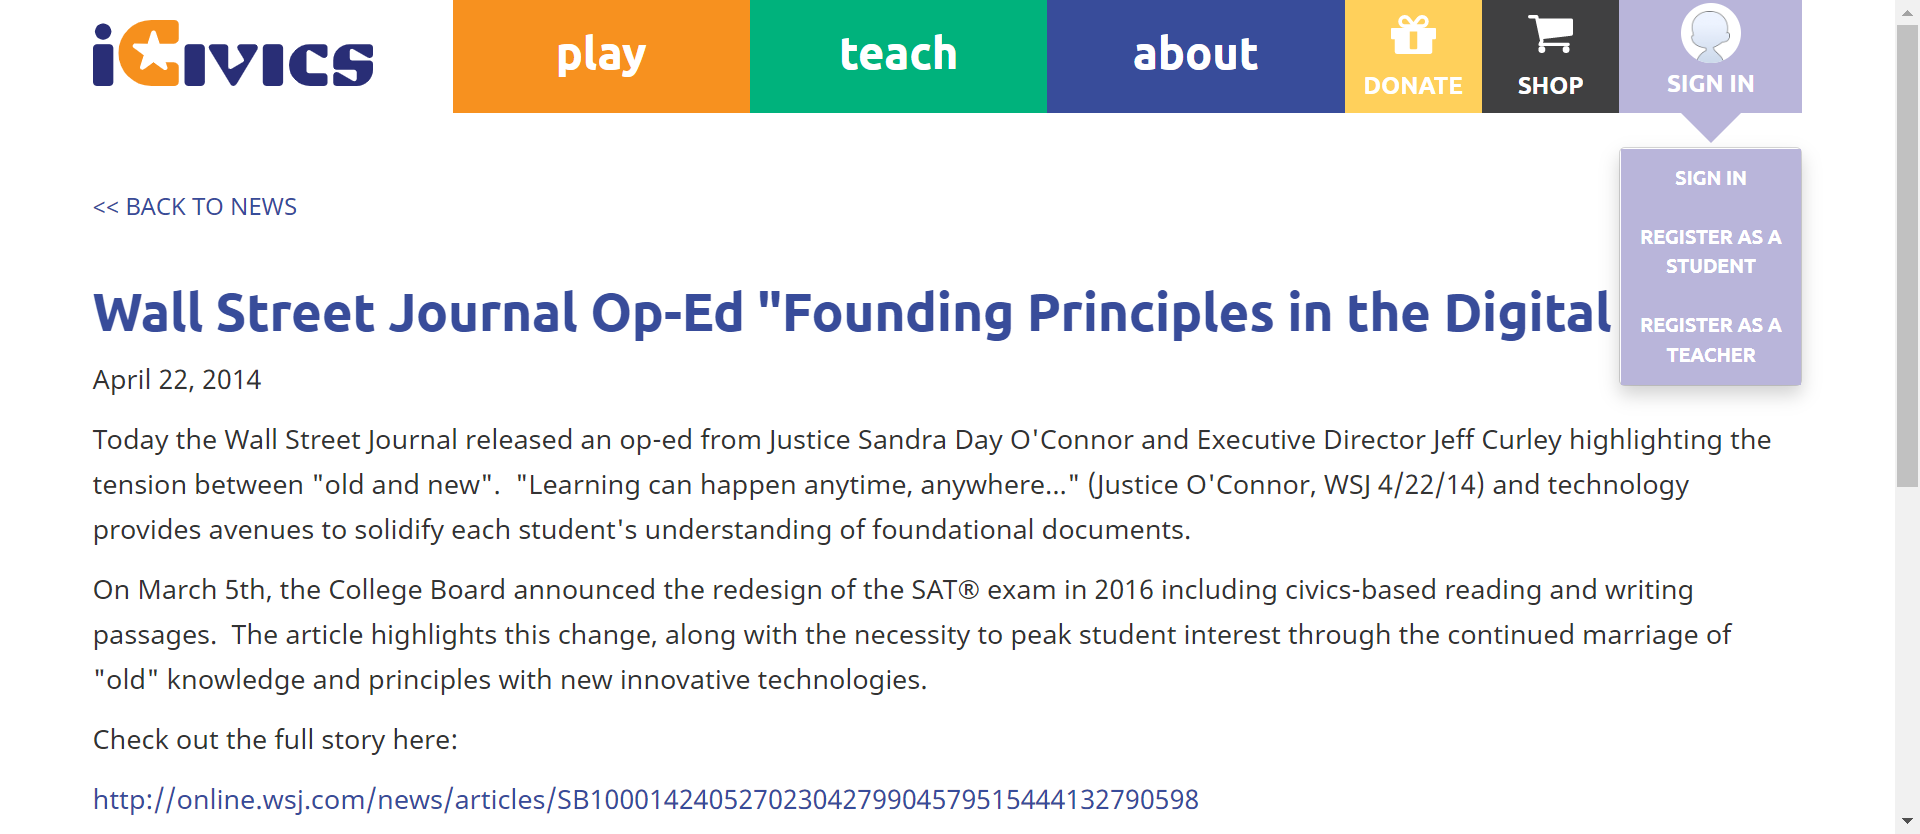 iCivics
play
teach
about
DONATE
SHOP
SIGN IN
SIGN IN
REGISTER AS A
STUDENT
REGISTER AS A
TEACHER
<< BACK TO NEWS
Wall Street Journal Op-Ed "Founding Principles in the Digital
April 22, 2014
Today the Wall Street Journal released an op-ed from Justice Sandra Day O'Connor and Executive Director Jeff Curley highlighting the
tension between "old and new".  "Learning can happen anytime, anywhere..." (Justice O'Connor, WSJ 4/22/14) and technology
provides avenues to solidify each student's understanding of foundational documents.
On March 5th, the College Board announced the redesign of the SAT® exam in 2016 including civics-based reading and writing
passages.  The article highlights this change, along with the necessity to peak student interest through the continued marriage of
"old" knowledge and principles with new innovative technologies.
Check out the full story here:
http://online.wsj.com/news/articles/SB10001424052702304279904579515444132790598